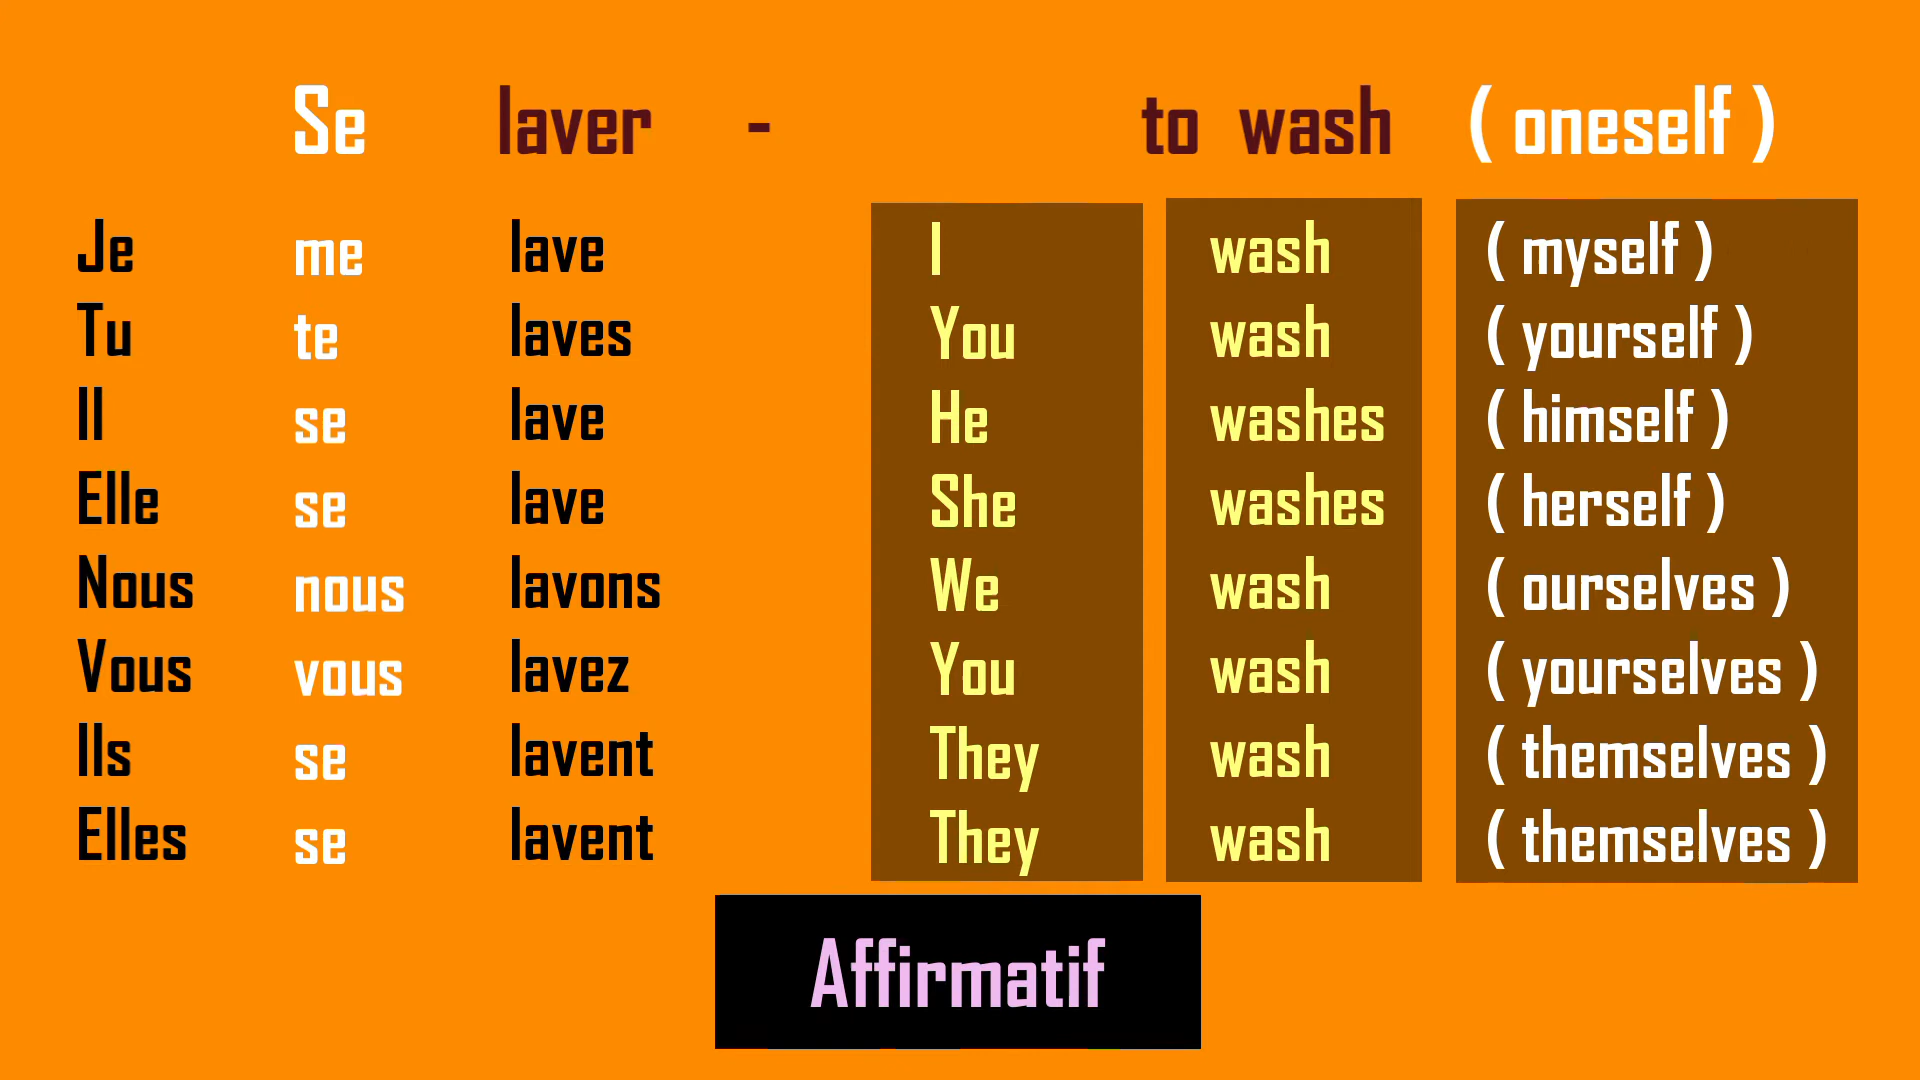 Se laver - to wash ( oneself )
Je me lave I wash ( myself )
Tu te laves You wash ( yourself )
Il se lave He washes ( himself )
Elle se lave She washes ( herself )
Nous nous lavons We wash ( ourselves )
Vous vous lavez You wash ( yourselves )
Ils se lavent They wash ( themselves )
Elles se lavent They wash ( themselves )
Affirmatif